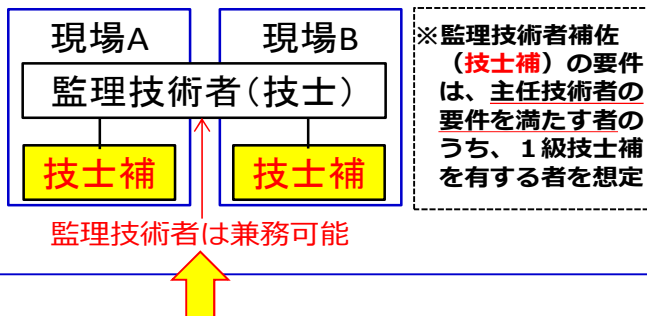 現場A
現場B
監理技術者（技士）
技士補
技士補
監理技術者は兼務可能
※監理技術者補佐
（技士補）の要件
は、主任技術者の
要件を満たす者の
うち、１級技士補
を有する者を想定